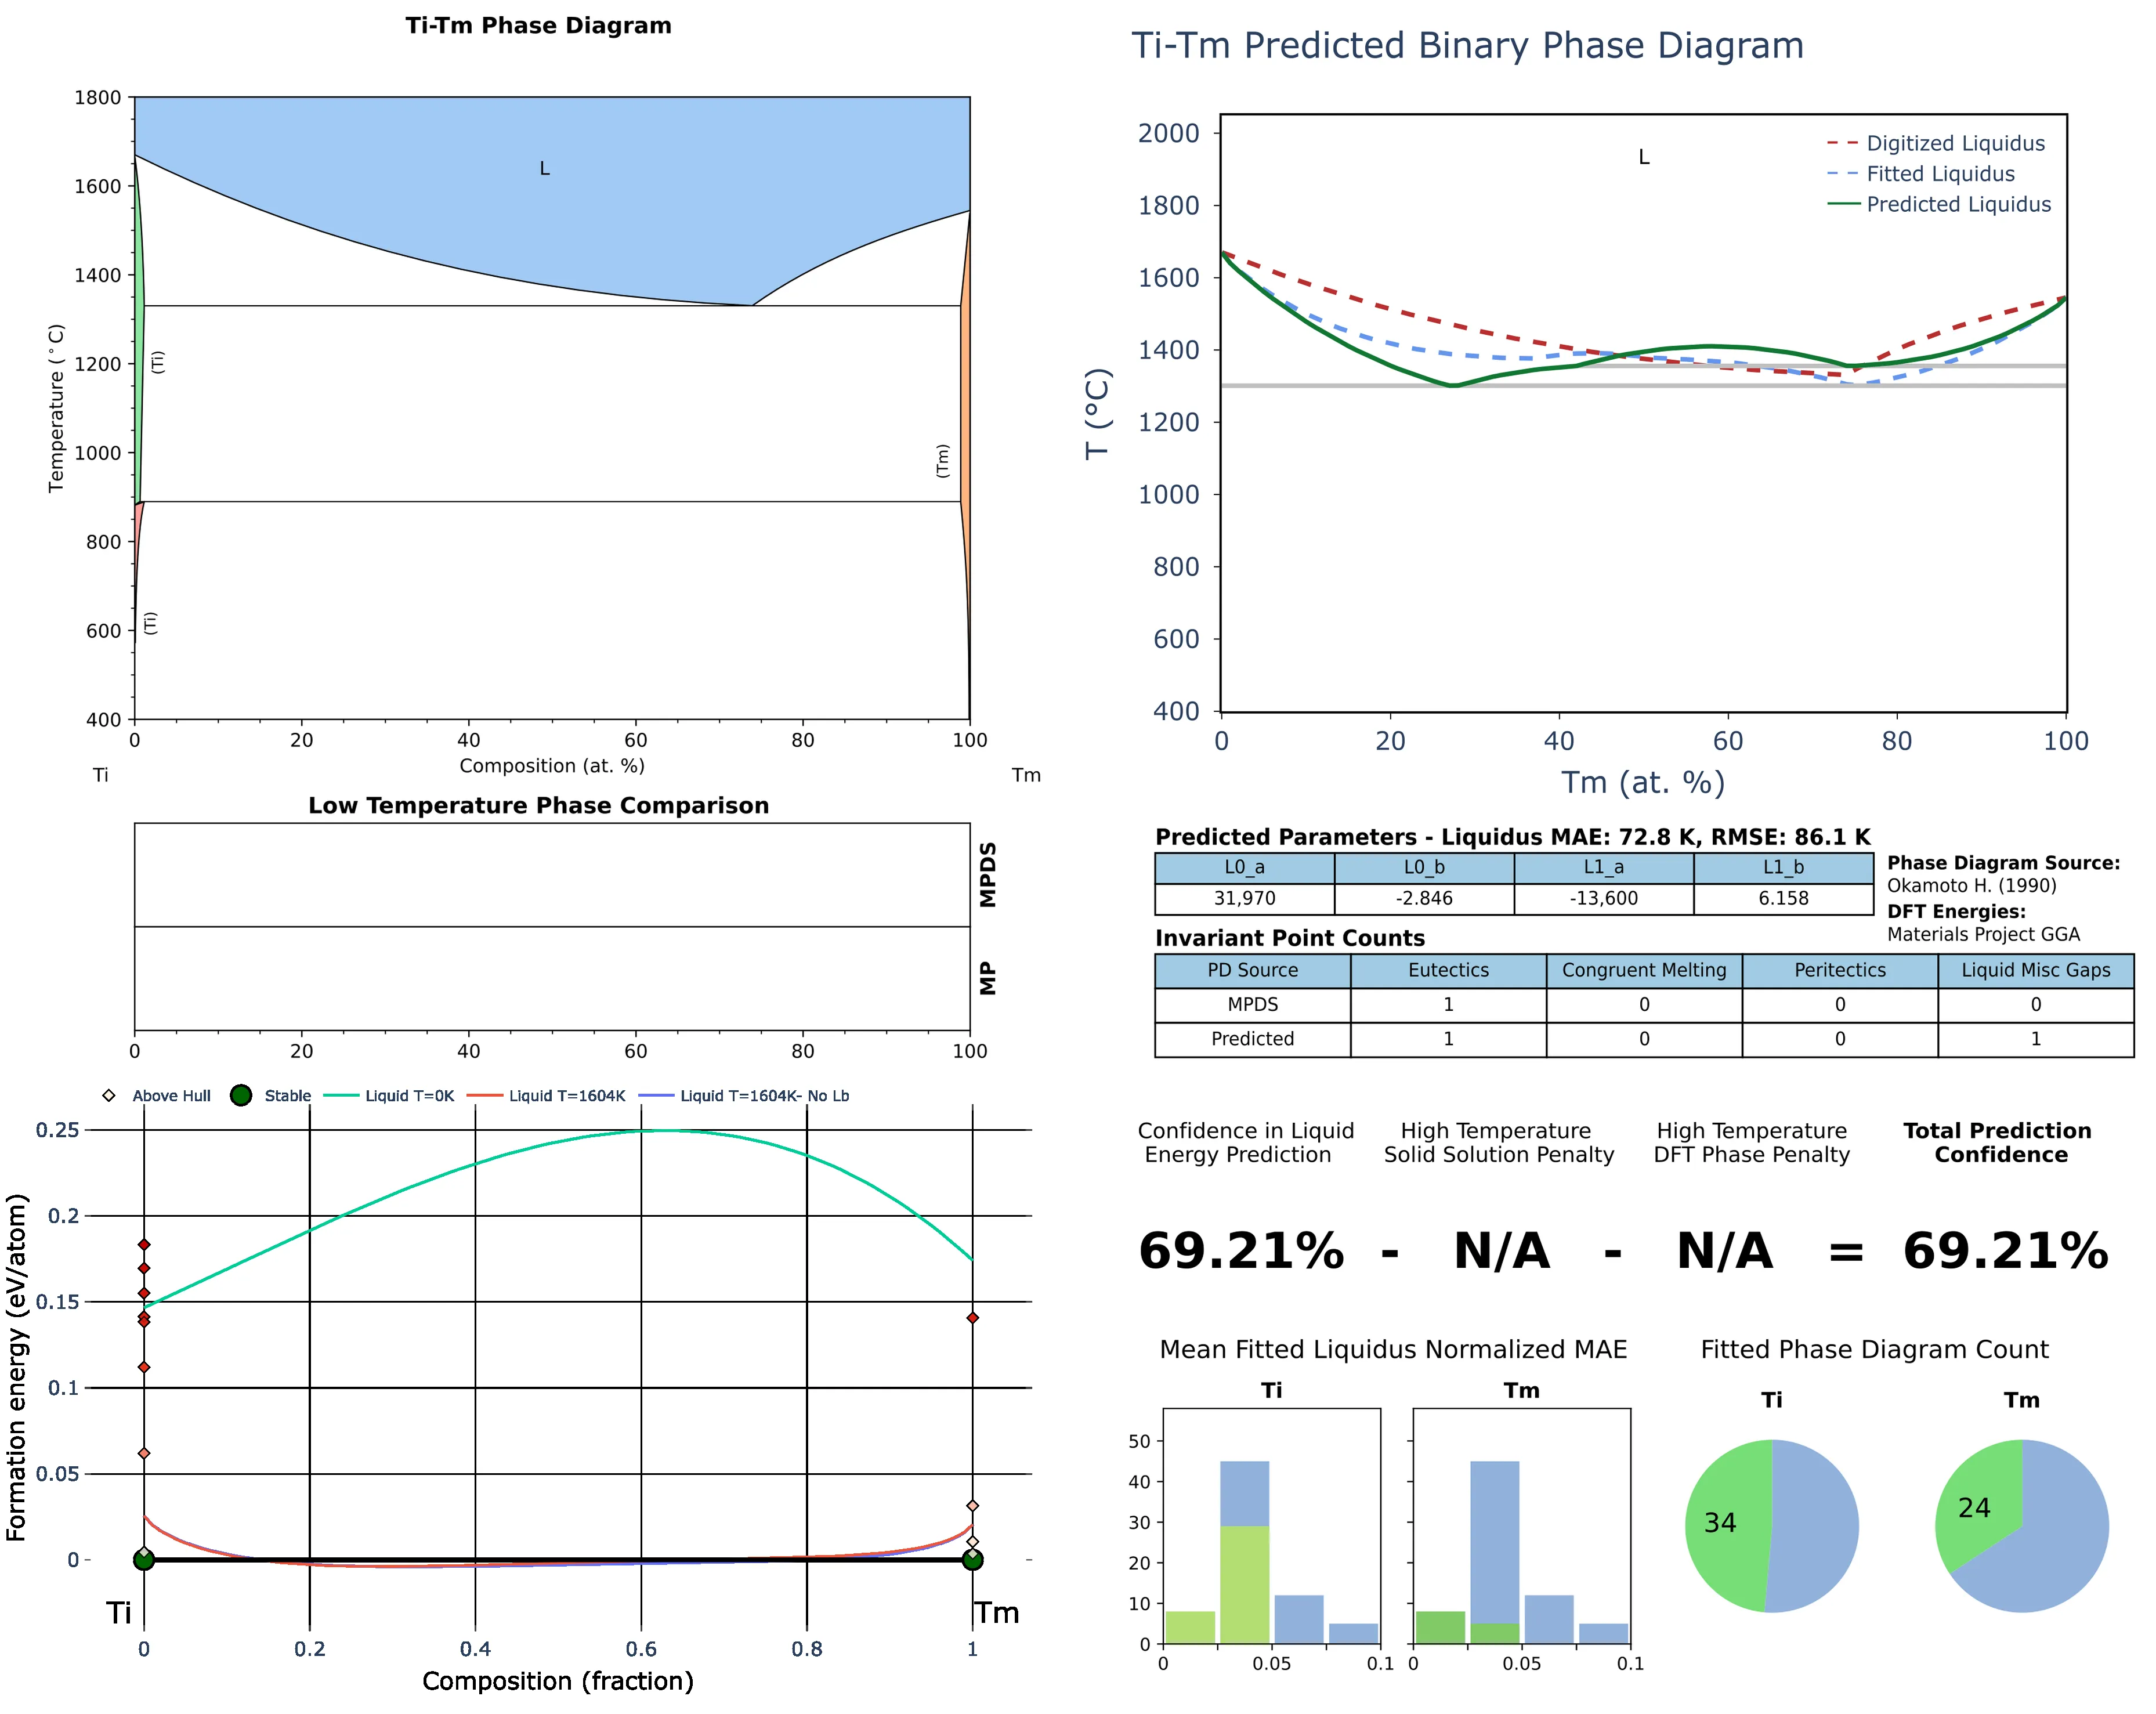 Ti-Tm Phase Diagram
1800
1600
1400
1200
1000
800
600
400
Temperature (°C)
L
(Ti)
(Tm)
(Ti)
0 20 40 60 80 100
Composition (at. %)
Ti Tm
Ti-Tm Predicted Binary Phase Diagram
2000
1800
1600
1400
1200
1000
800
600
400
T (°C)
L
Digitized Liquidus
Fitted Liquidus
Predicted Liquidus
0 20 40 60 80 100
Tm (at. %)
Low Temperature Phase Comparison
MPDS
MP
0 20 40 60 80 100
Predicted Parameters - Liquidus MAE: 72.8 K, RMSE: 86.1 K
L0_a L0_b L1_a L1_b
31,970 -2.846 -13,600 6.158
Phase Diagram Source:
Okamoto H. (1990)
DFT Energies:
Materials Project GGA
Invariant Point Counts
PD Source Eutectics Congruent Melting Peritectics Liquid Misc Gaps
MPDS 1 0 0 0
Predicted 1 0 0 1
Above Hull Stable Liquid T=0K Liquid T=1604K Liquid T=1604K- No Lb
0.25
0.2
0.15
0.1
0.05
0
Formation energy (eV/atom)
Ti Tm
0 0.2 0.4 0.6 0.8 1
Composition (fraction)
Confidence in Liquid
Energy Prediction
High Temperature
Solid Solution Penalty
High Temperature
DFT Phase Penalty
Total Prediction
Confidence
69.21% - N/A - N/A = 69.21%
Mean Fitted Liquidus Normalized MAE
Ti Tm
50
40
30
20
10
0
0 0.05 0.1 0 0.05 0.1
Fitted Phase Diagram Count
Ti Tm
34 24